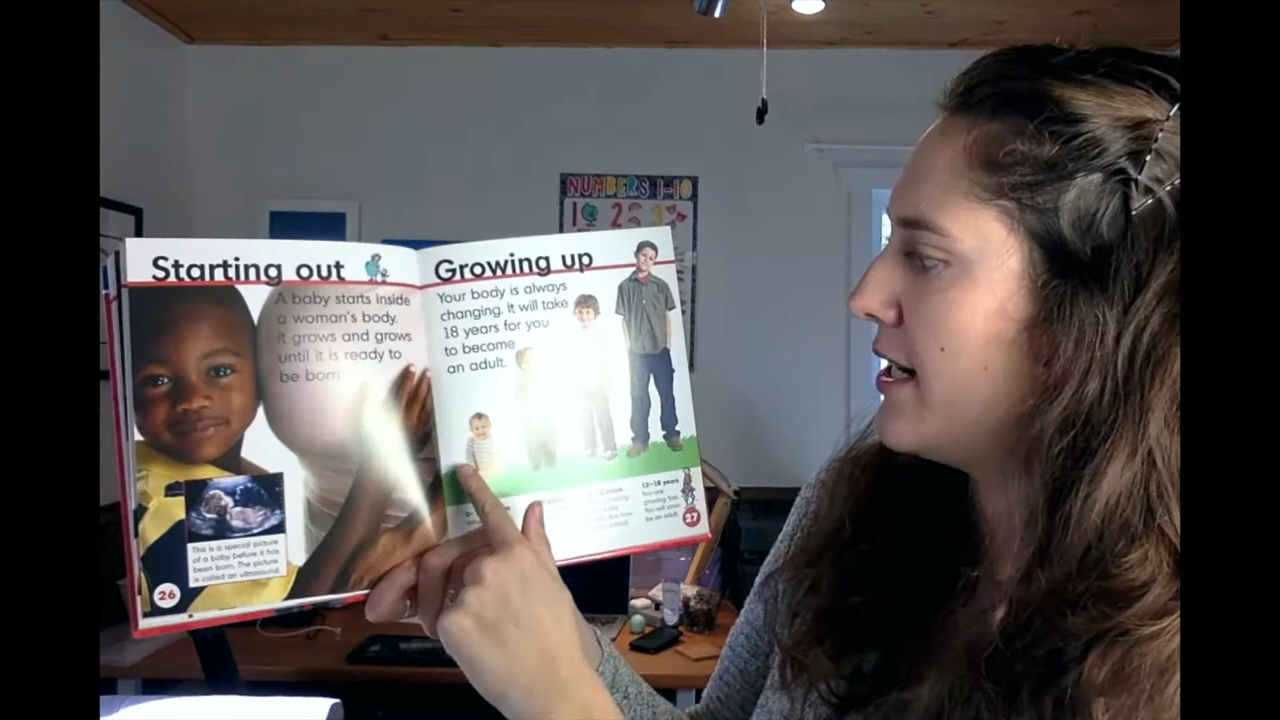 NUMBERS 1-10
1 2 3
Starting out
A baby starts inside
a woman's body.
It grows and grows
until it is ready to
be born
This is a special picture
of a baby before it has
been born. The picture
is called an ultrasound.
26
Growing up
Your body is always
changing. It will take
18 years for you
to become
an adult.
13–18 years
You are
growing fast.
You will soon
be an adult.
27